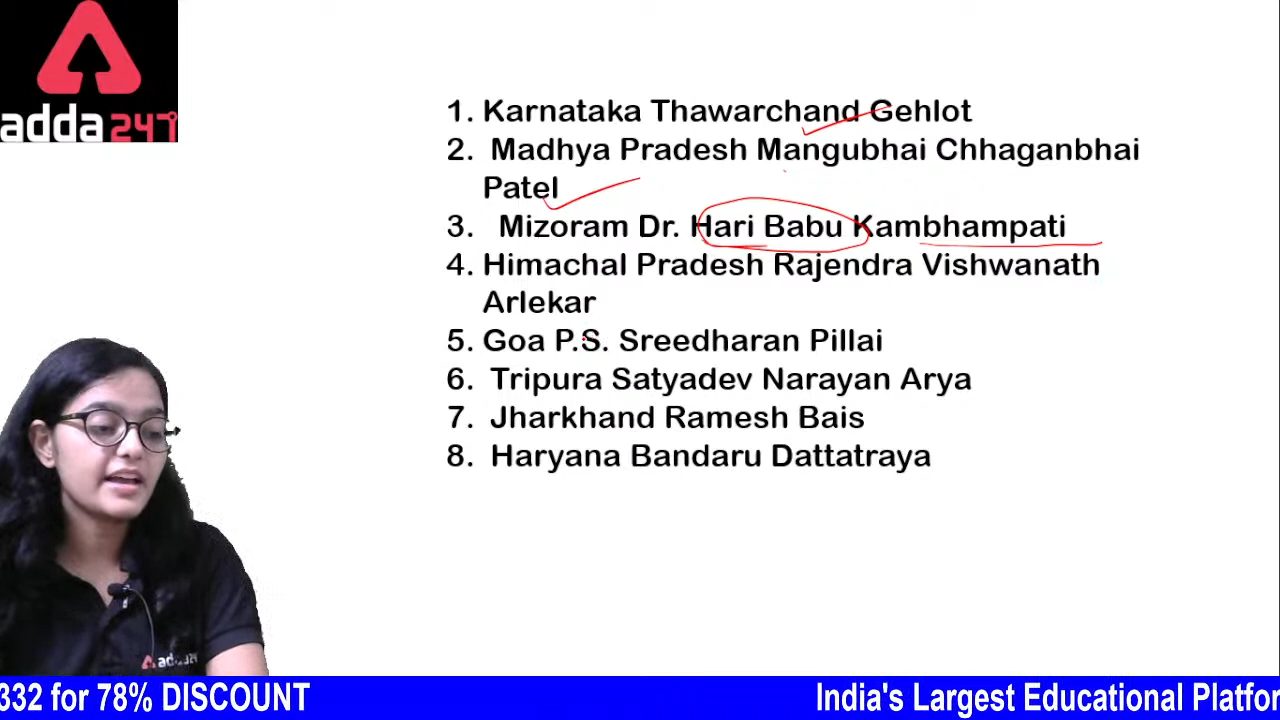 adda247
1. Karnataka Thawarchand Gehlot
2. Madhya Pradesh Mangubhai Chhaganbhai
Patel
3. Mizoram Dr. Hari Babu Kambhampati
4. Himachal Pradesh Rajendra Vishwanath
Arlekar
5. Goa P.S. Sreedharan Pillai
6. Tripura Satyadev Narayan Arya
7. Jharkhand Ramesh Bais
8. Haryana Bandaru Dattatraya
adda247
332 for 78% DISCOUNT
India's Largest Educational Platfor